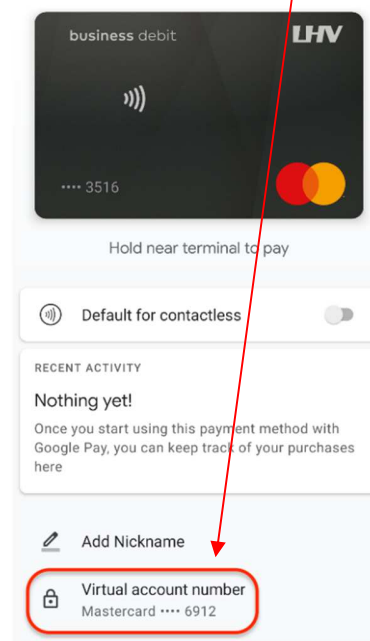 business debit LHV
•••• 3516
Hold near terminal to pay
Default for contactless
RECENT ACTIVITY
Nothing yet!
Once you start using this payment method with
Google Pay, you can keep track of your purchases
here
Add Nickname
Virtual account number
Mastercard •••• 6912